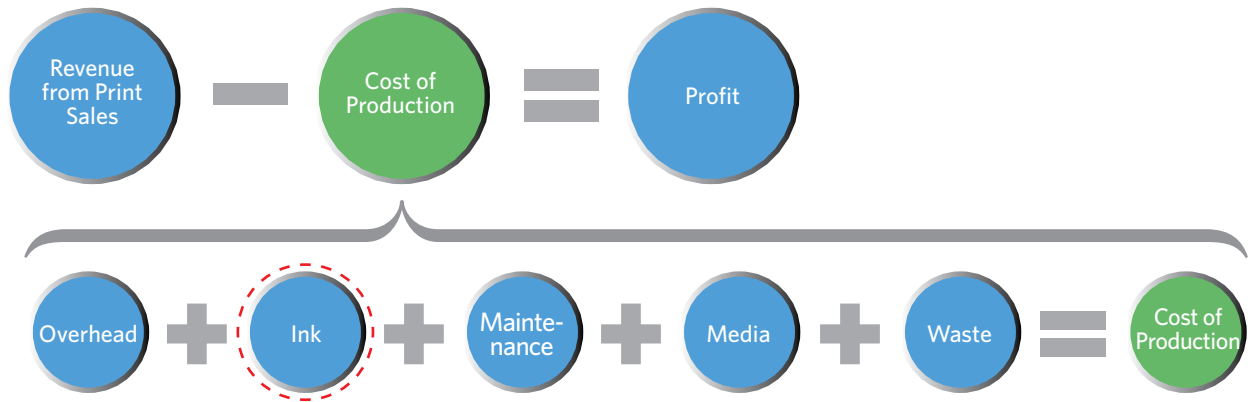 Revenue
from Print
Sales
Cost of
Production
Profit
Overhead
Ink
Mainte-
nance
Media
Waste
Cost of
Production